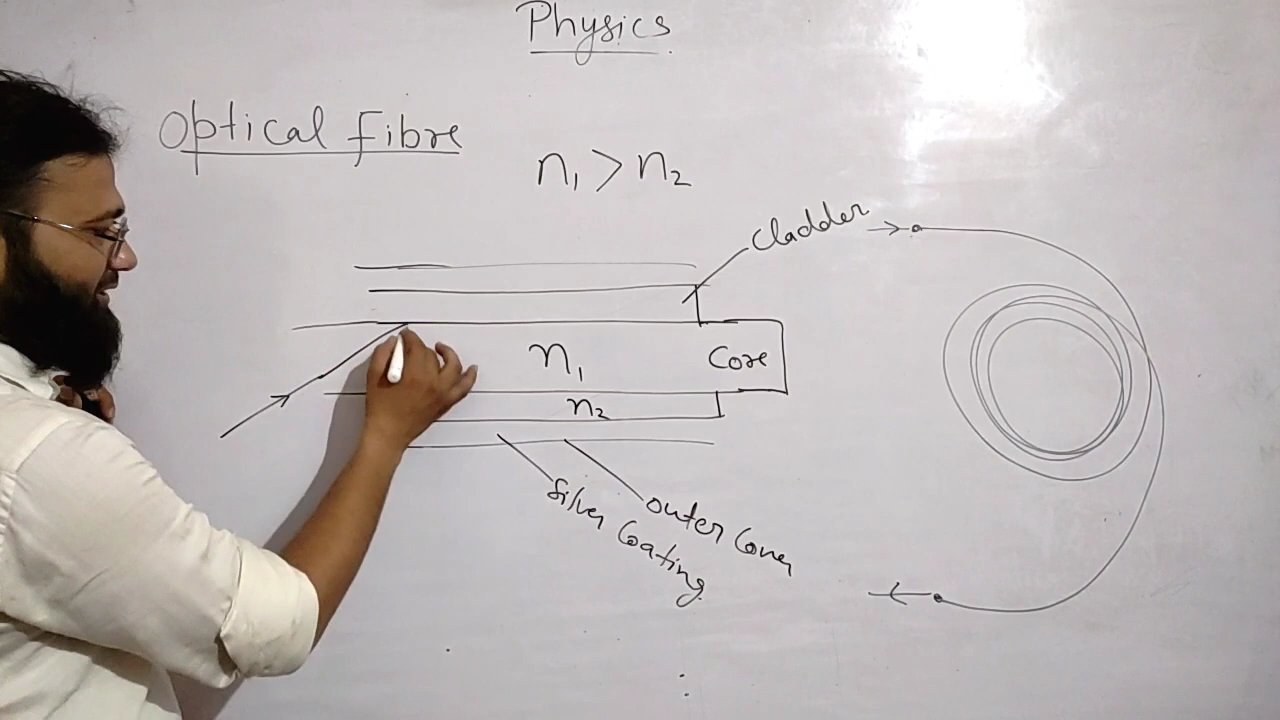 Physics
Optical Fibre
n₁ > n₂
Cladder
n₁
Core
n₂
Silver Coating
outer Cover